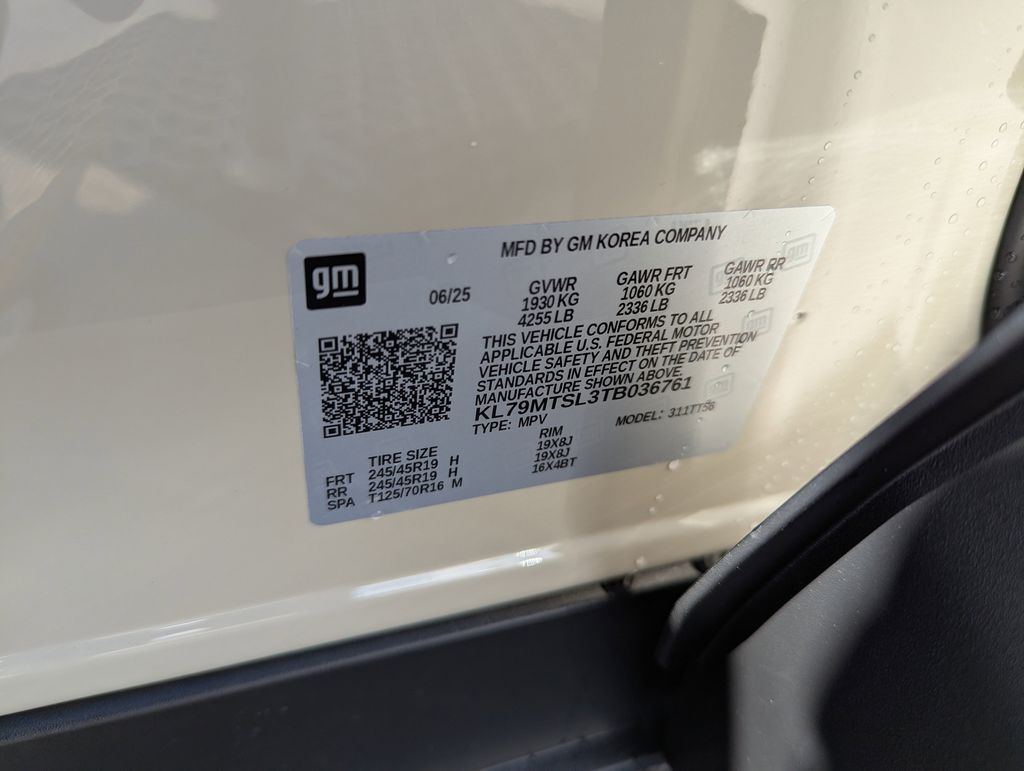 gm
MFD BY GM KOREA COMPANY
06/25
GVWR
1930 KG
4255 LB
GAWR FRT
1060 KG
2336 LB
GAWR RR
1060 KG
2336 LB
THIS VEHICLE CONFORMS TO ALL
APPLICABLE U.S. FEDERAL MOTOR
VEHICLE SAFETY AND THEFT PREVENTION
STANDARDS IN EFFECT ON THE DATE OF
MANUFACTURE SHOWN ABOVE.
KL79MTSL3TB036761
TYPE: MPV MODEL: 311TT56
TIRE SIZE RIM
FRT 245/45R19 H 19X8J
RR 245/45R19 H 19X8J
SPA T125/70R16 M 16X4BT